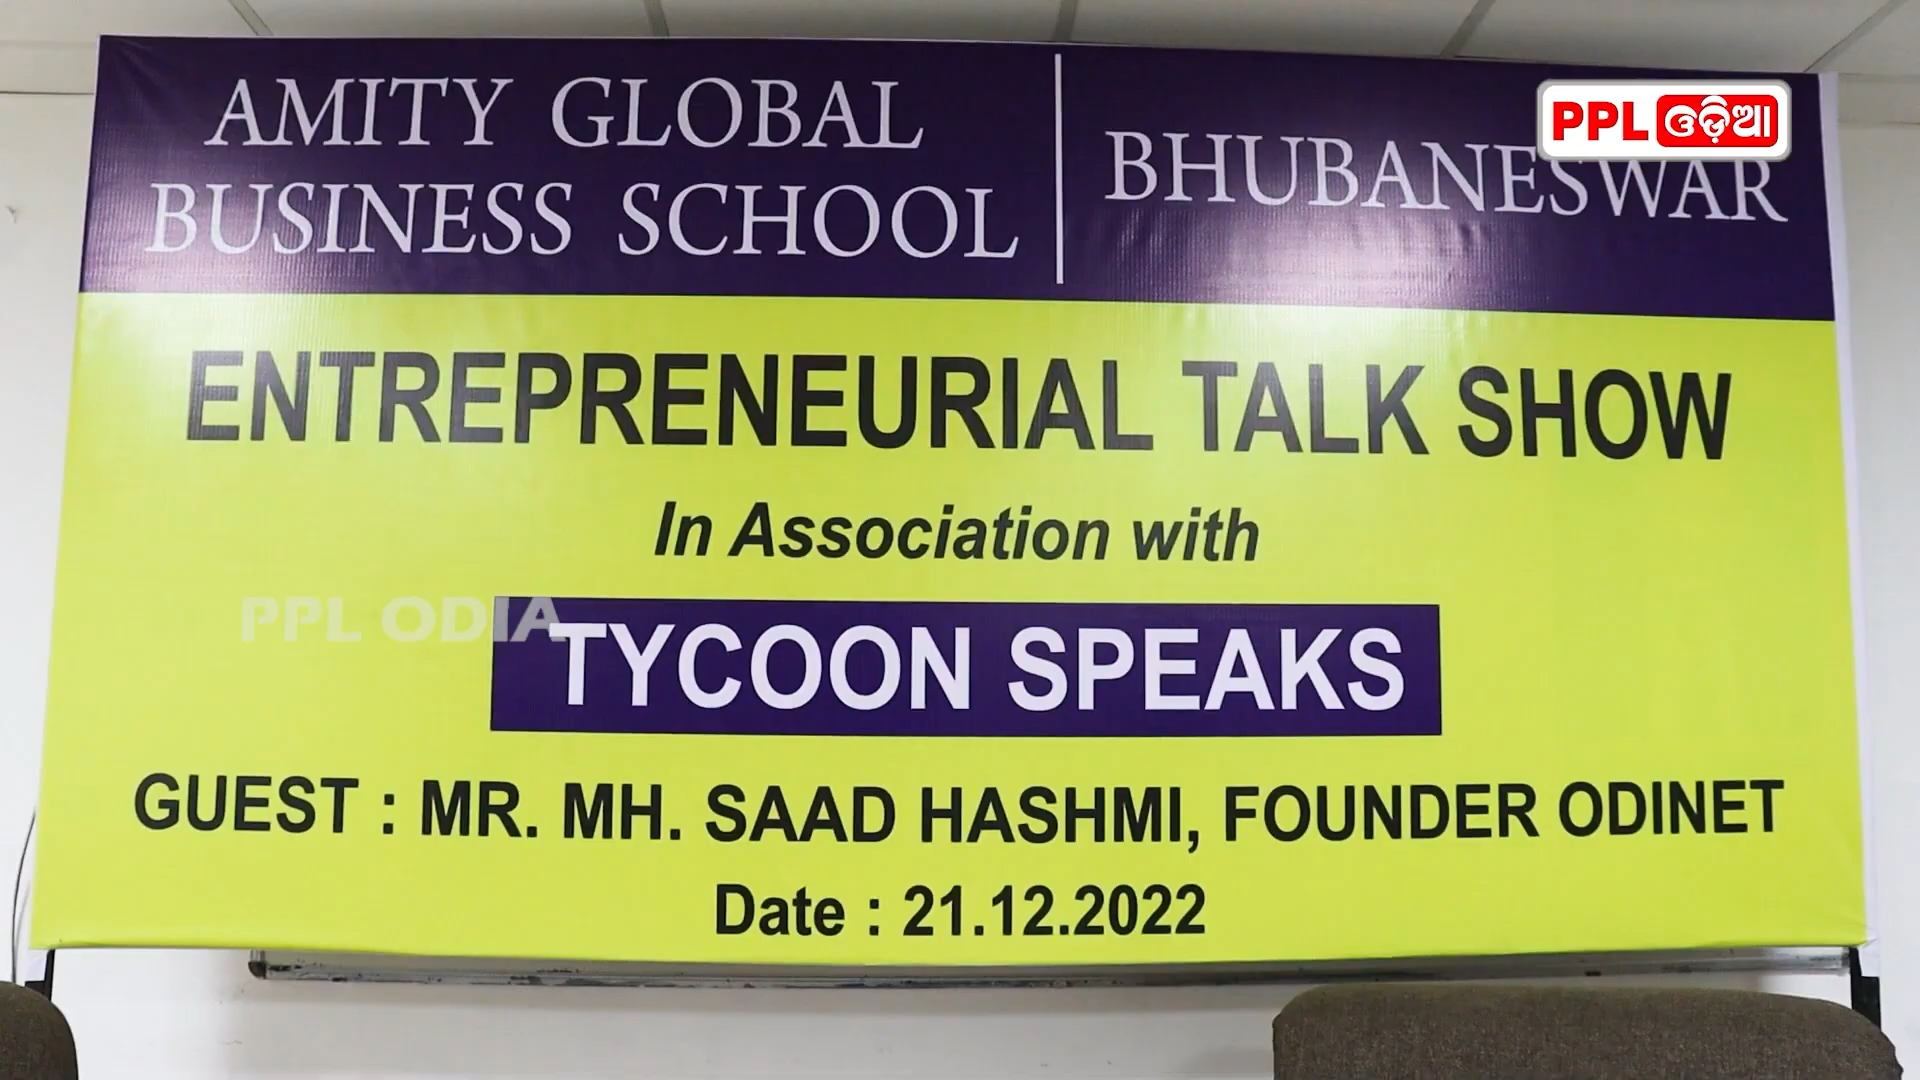 AMITY GLOBAL
BUSINESS SCHOOL
BHUBANESWAR
PPL ଓଡ଼ିଆ
ENTREPRENEURIAL TALK SHOW
In Association with
PPL ODIA
TYCOON SPEAKS
GUEST : MR. MH. SAAD HASHMI, FOUNDER ODINET
Date : 21.12.2022